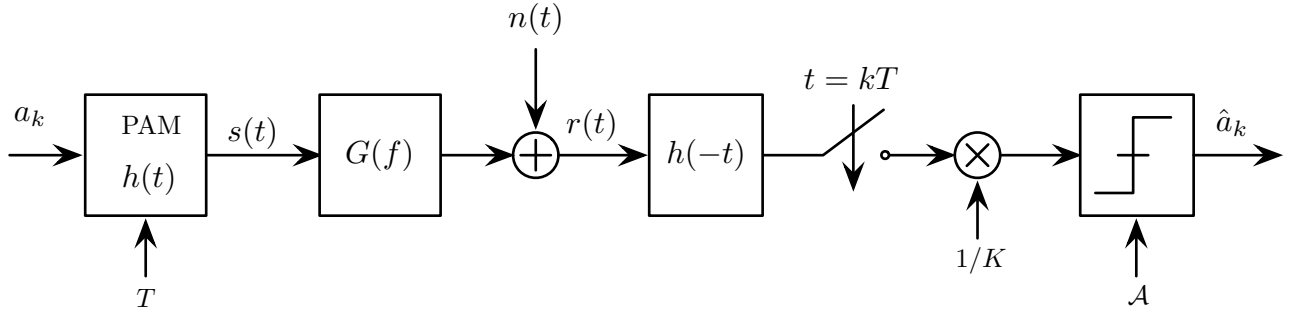 n(t)
t = kT
a_k
PAM
h(t)
s(t)
G(f)
r(t)
h(−t)
â_k
T
1/K
𝒜